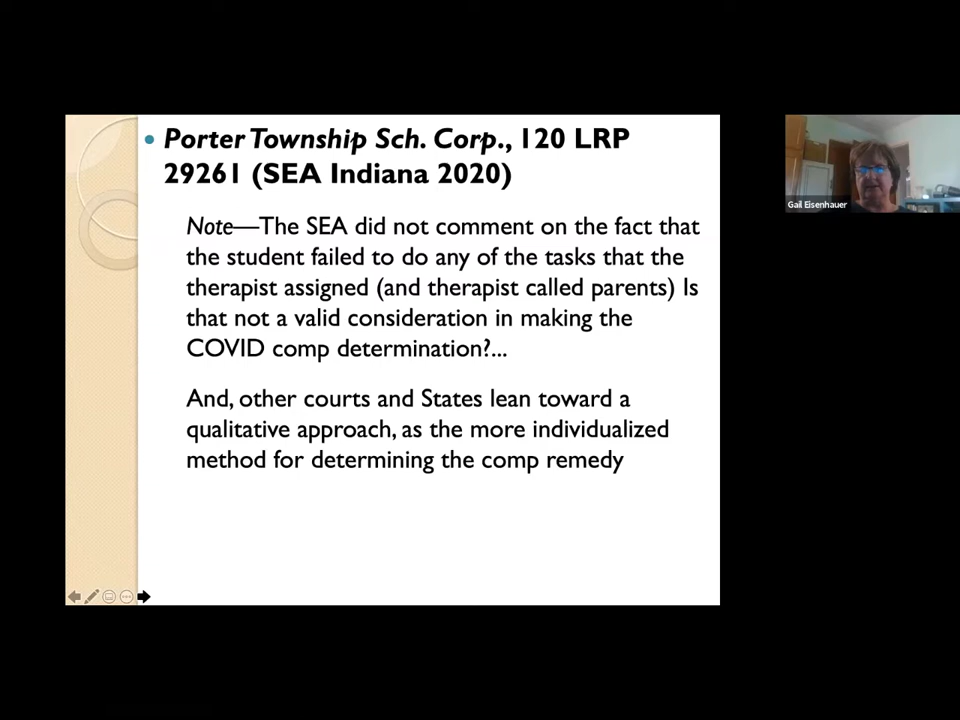 Porter Township Sch. Corp., 120 LRP
29261 (SEA Indiana 2020)
Note—The SEA did not comment on the fact that
the student failed to do any of the tasks that the
therapist assigned (and therapist called parents) Is
that not a valid consideration in making the
COVID comp determination?...
And, other courts and States lean toward a
qualitative approach, as the more individualized
method for determining the comp remedy
Gail Eisenhauer